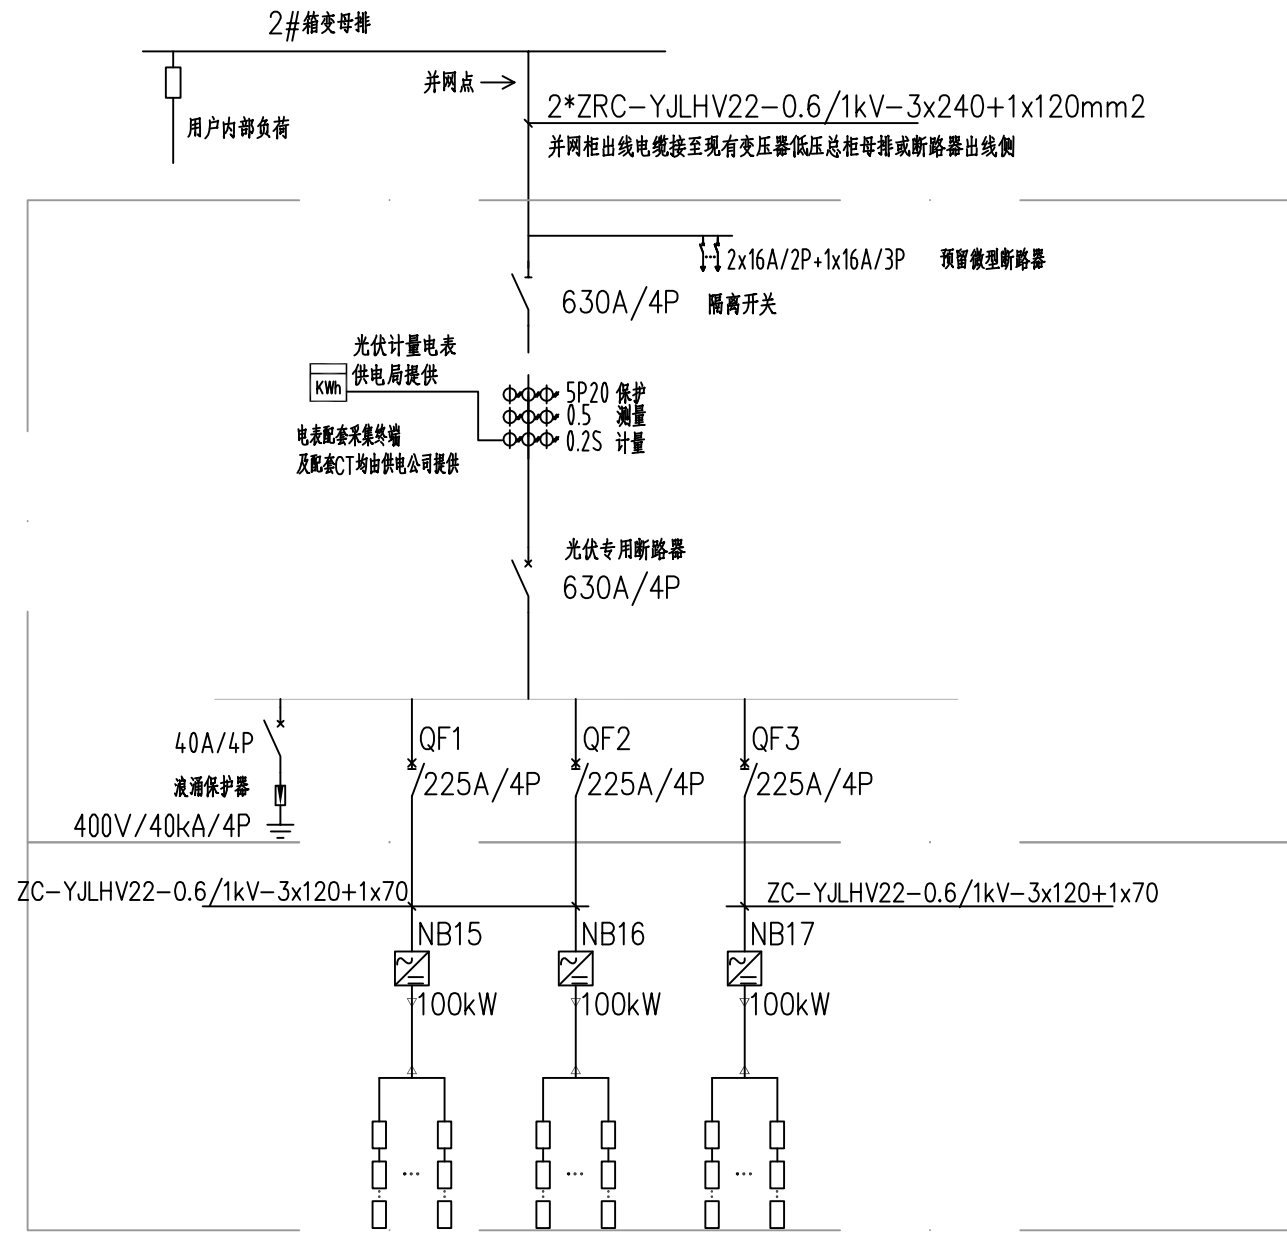 2#箱变母排
并网点
用户内部负荷
2*ZRC-YJLHV22-0.6/1kV-3x240+1x120mm2
并网柜出线电缆接至现有变压器低压总柜母排或断路器出线侧
2x16A/2P+1x16A/3P 预留微型断路器
630A/4P 隔离开关
光伏计量电表
供电局提供
KWh
5P20 保护
0.5 测量
0.2S 计量
电表配套采集终端
及配套CT均由供电公司提供
光伏专用断路器
630A/4P
40A/4P
浪涌保护器
400V/40kA/4P
QF1
225A/4P
QF2
225A/4P
QF3
225A/4P
ZC-YJLHV22-0.6/1kV-3x120+1x70
ZC-YJLHV22-0.6/1kV-3x120+1x70
NB15
100kW
NB16
100kW
NB17
100kW